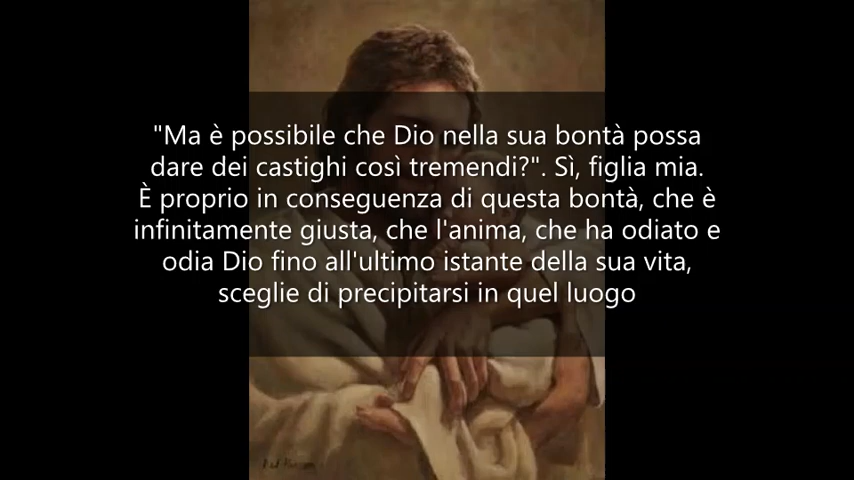 "Ma è possibile che Dio nella sua bontà possa
dare dei castighi così tremendi?". Sì, figlia mia.
È proprio in conseguenza di questa bontà, che è
infinitamente giusta, che l'anima, che ha odiato e
odia Dio fino all'ultimo istante della sua vita,
sceglie di precipitarsi in quel luogo